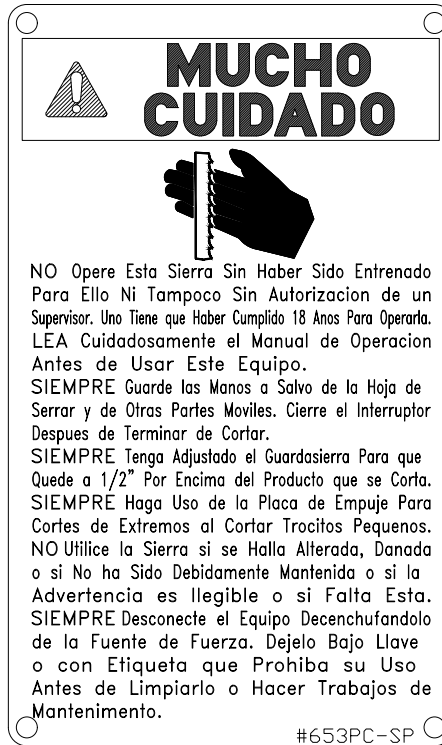 MUCHO
CUIDADO
NO Opere Esta Sierra Sin Haber Sido Entrenado
Para Ello Ni Tampoco Sin Autorizacion de un
Supervisor. Uno Tiene que Haber Cumplido 18 Anos Para Operarla.
LEA Cuidadosamente el Manual de Operacion
Antes de Usar Este Equipo.
SIEMPRE Guarde las Manos a Salvo de la Hoja de
Serrar y de Otras Partes Moviles. Cierre el Interruptor
Despues de Terminar de Cortar.
SIEMPRE Tenga Adjustado el Guardasierra Para que
Quede a 1/2” Por Encima del Producto que se Corta.
SIEMPRE Haga Uso de la Placa de Empuje Para
Cortes de Extremos al Cortar Trocitos Pequenos.
NO Utilice la Sierra si se Halla Alterada, Danada
o si No ha Sido Debidamente Mantenida o si la
Advertencia es Ilegible o si Falta Esta.
SIEMPRE Desconecte el Equipo Decenchufandolo
de la Fuente de Fuerza. Dejelo Bajo Llave
o con Etiqueta que Prohiba su Uso
Antes de Limpiarlo o Hacer Trabajos de
Mantenimento.
#653PC-SP